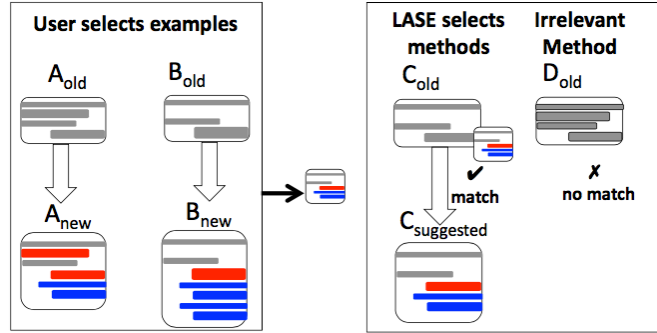 User selects examples
A old
B old
A new
B new
LASE selects
methods
C old
match
C suggested
Irrelevant
Method
D old
no match